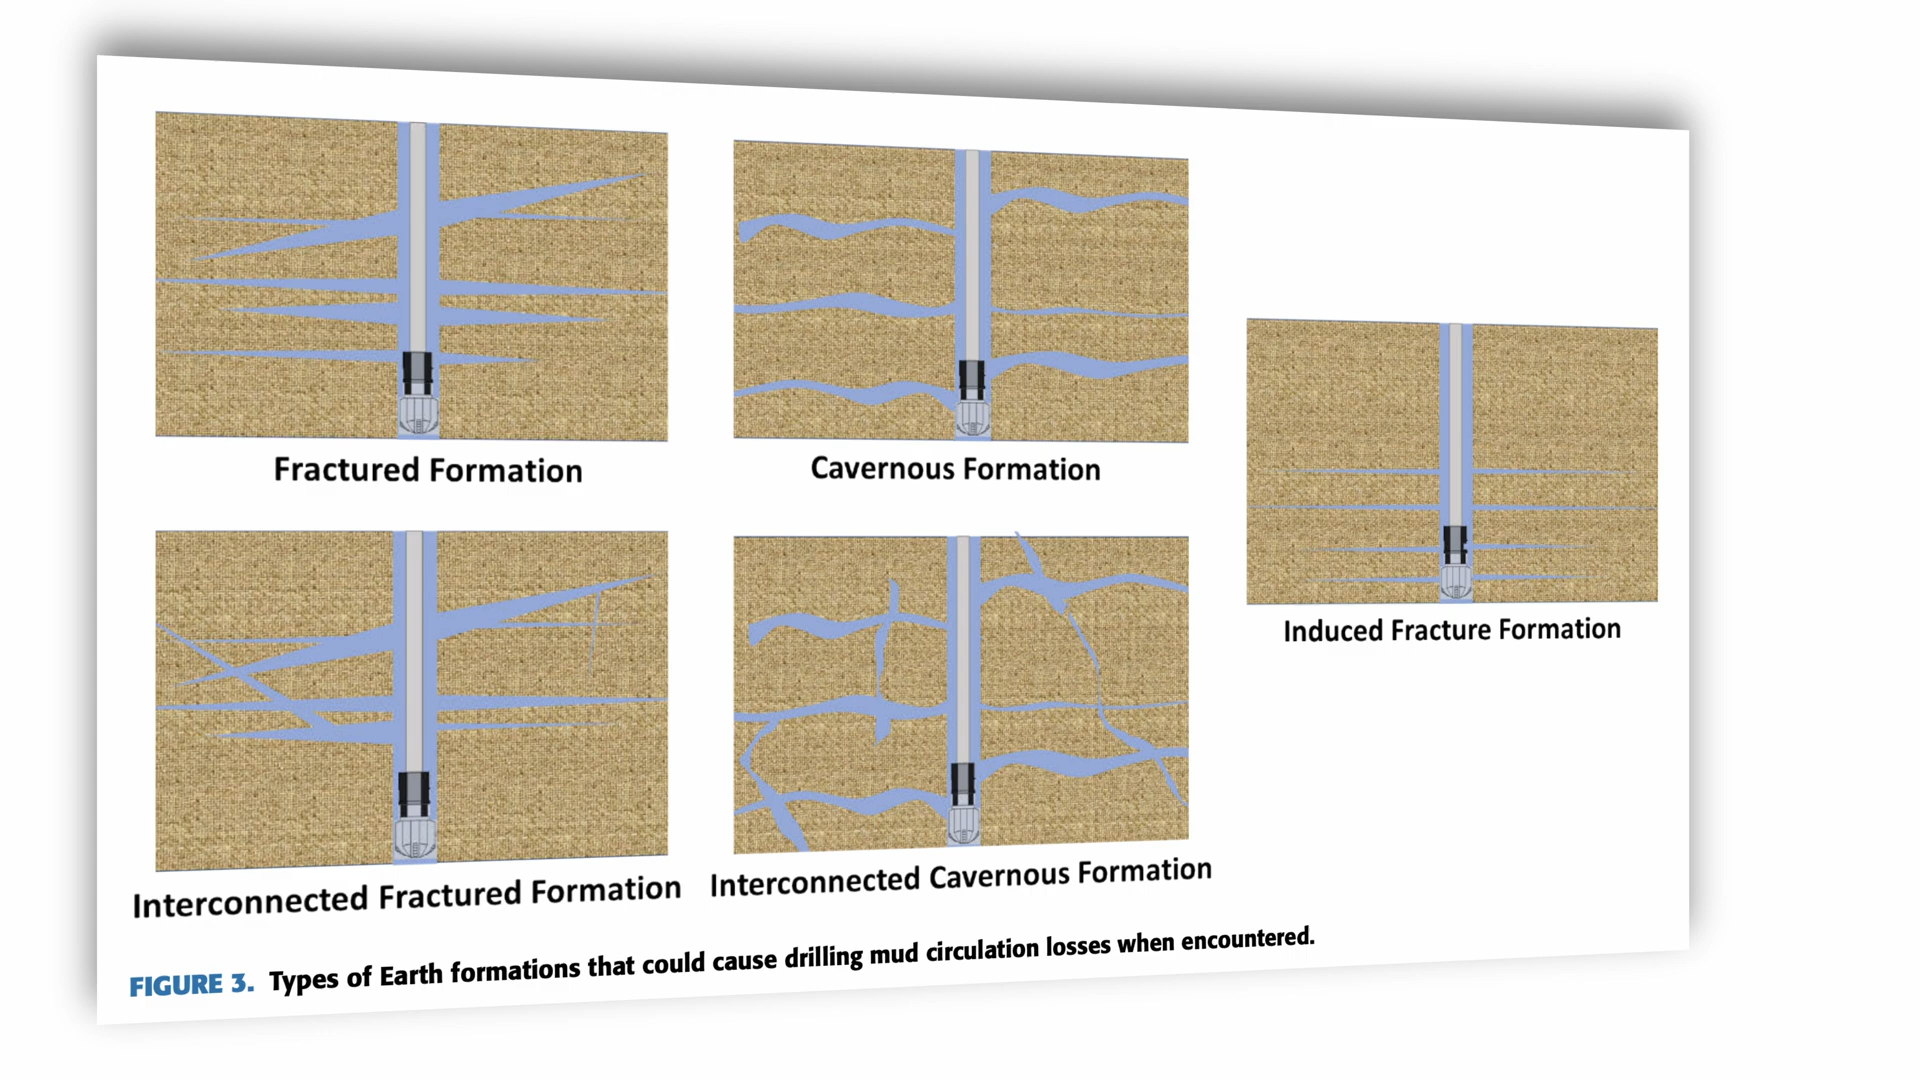 Fractured Formation
Cavernous Formation
Induced Fracture Formation
Interconnected Fractured Formation
Interconnected Cavernous Formation
FIGURE 3. Types of Earth formations that could cause drilling mud circulation losses when encountered.